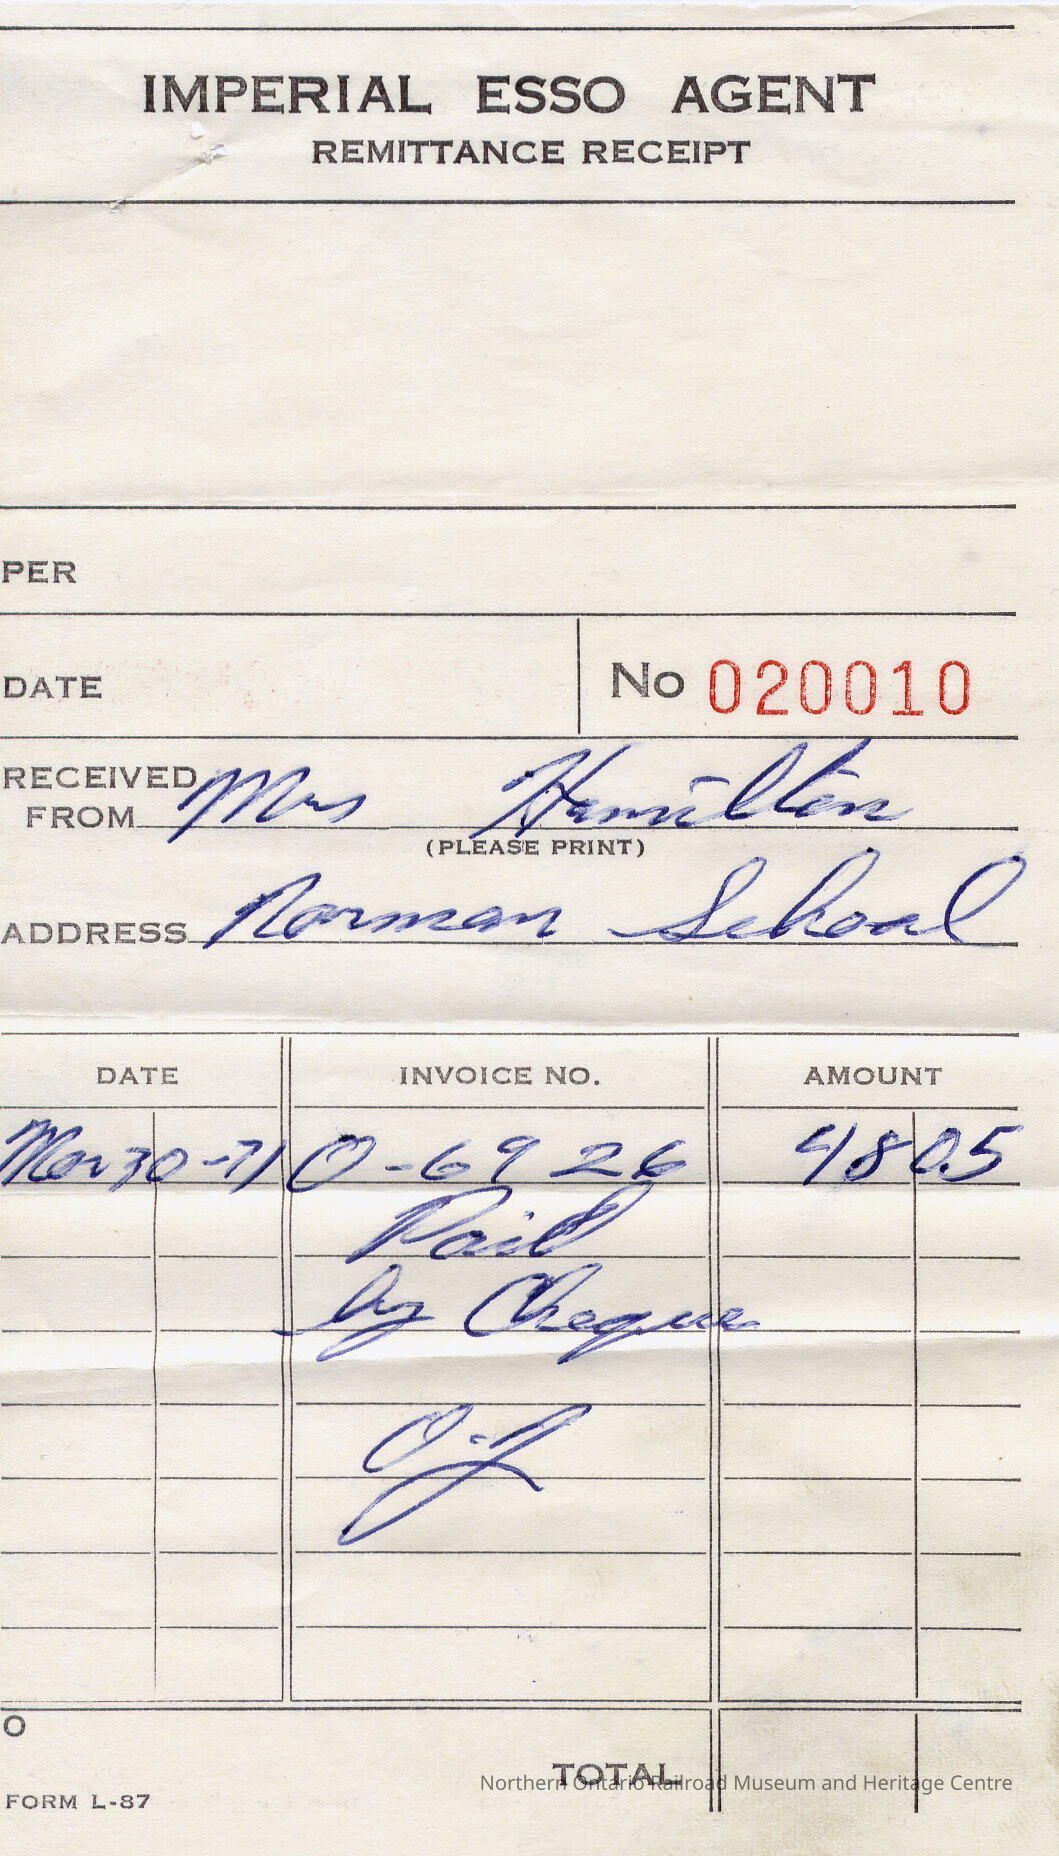 IMPERIAL ESSO AGENT
REMITTANCE RECEIPT
PER
DATE
No 020010
RECEIVED FROM Mrs Hamilton
(PLEASE PRINT)
ADDRESS Norman School
DATE INVOICE NO. AMOUNT
Mar 30-71 O-6926 48 05
Paid
by Cheque
O
TOTAL
Northern Ontario Railroad Museum and Heritage Centre
FORM L-87